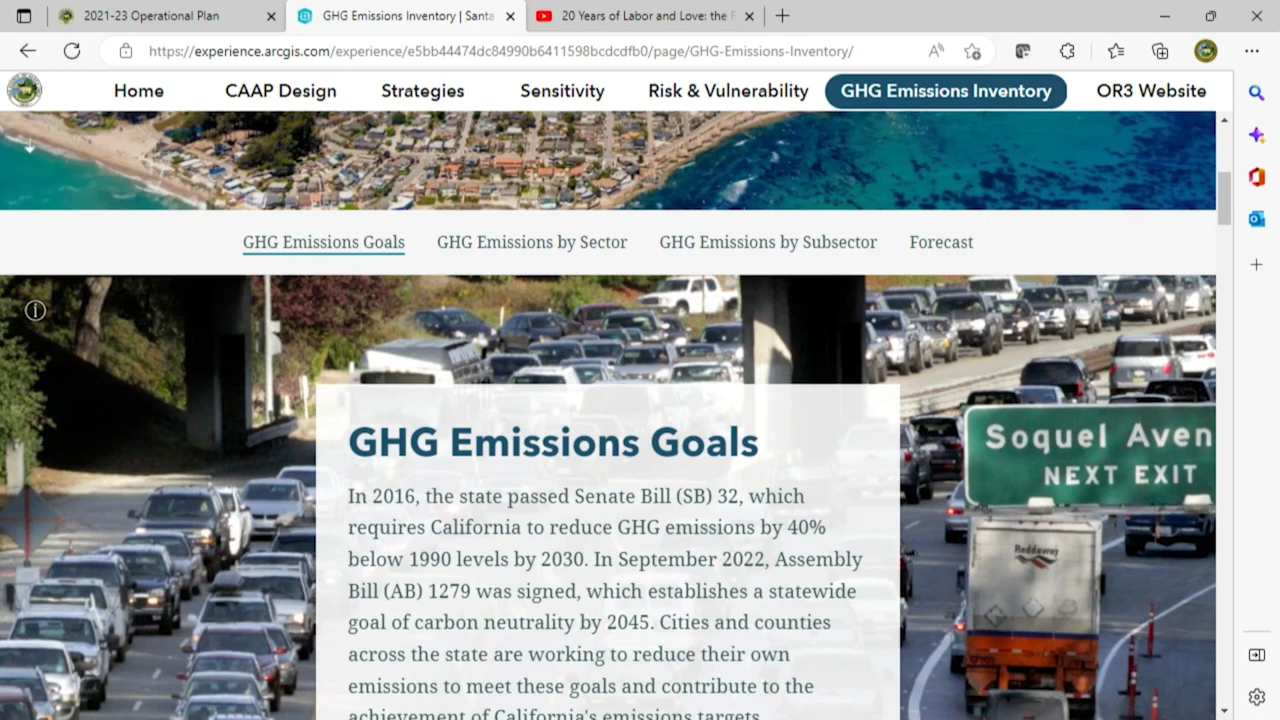 2021-23 Operational Plan
GHG Emissions Inventory | Santa
20 Years of Labor and Love: the F
https://experience.arcgis.com/experience/e5bb44474dc84990b6411598bcdcdfb0/page/GHG-Emissions-Inventory/
Home CAAP Design Strategies Sensitivity Risk & Vulnerability GHG Emissions Inventory OR3 Website
GHG Emissions Goals GHG Emissions by Sector GHG Emissions by Subsector Forecast
GHG Emissions Goals
In 2016, the state passed Senate Bill (SB) 32, which
requires California to reduce GHG emissions by 40%
below 1990 levels by 2030. In September 2022, Assembly
Bill (AB) 1279 was signed, which establishes a statewide
goal of carbon neutrality by 2045. Cities and counties
across the state are working to reduce their own
emissions to meet these goals and contribute to the
achievement of California's emissions targets.
Soquel Aven
NEXT EXIT
Reddaway